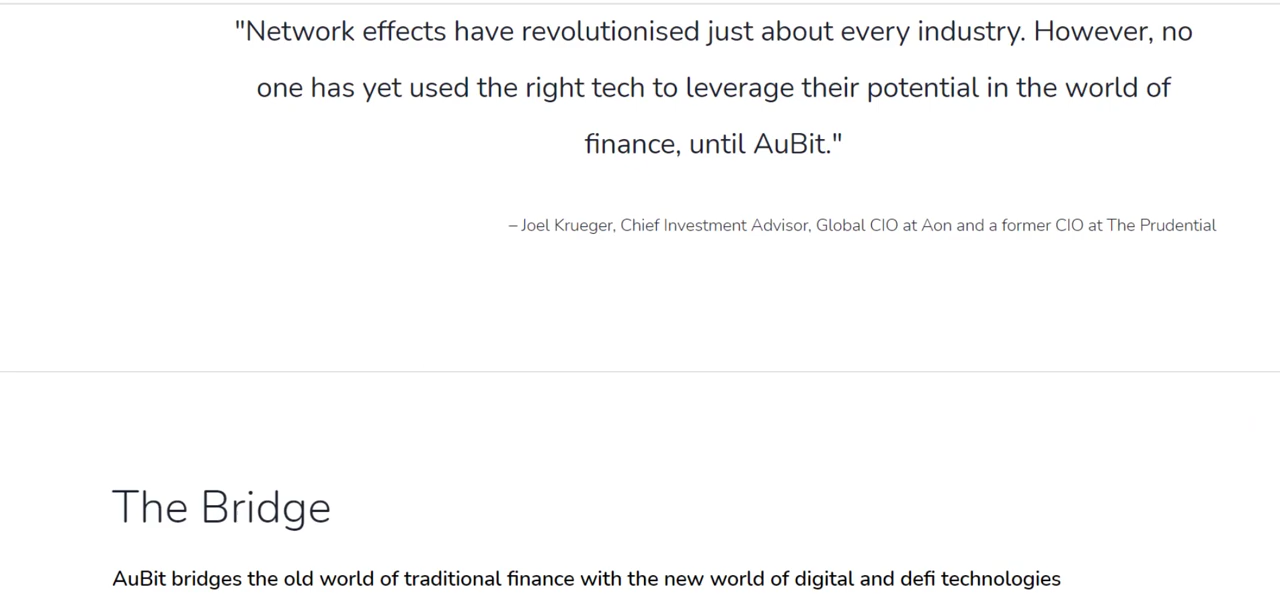 "Network effects have revolutionised just about every industry. However, no
one has yet used the right tech to leverage their potential in the world of
finance, until AuBit."
– Joel Krueger, Chief Investment Advisor, Global CIO at Aon and a former CIO at The Prudential
The Bridge
AuBit bridges the old world of traditional finance with the new world of digital and defi technologies